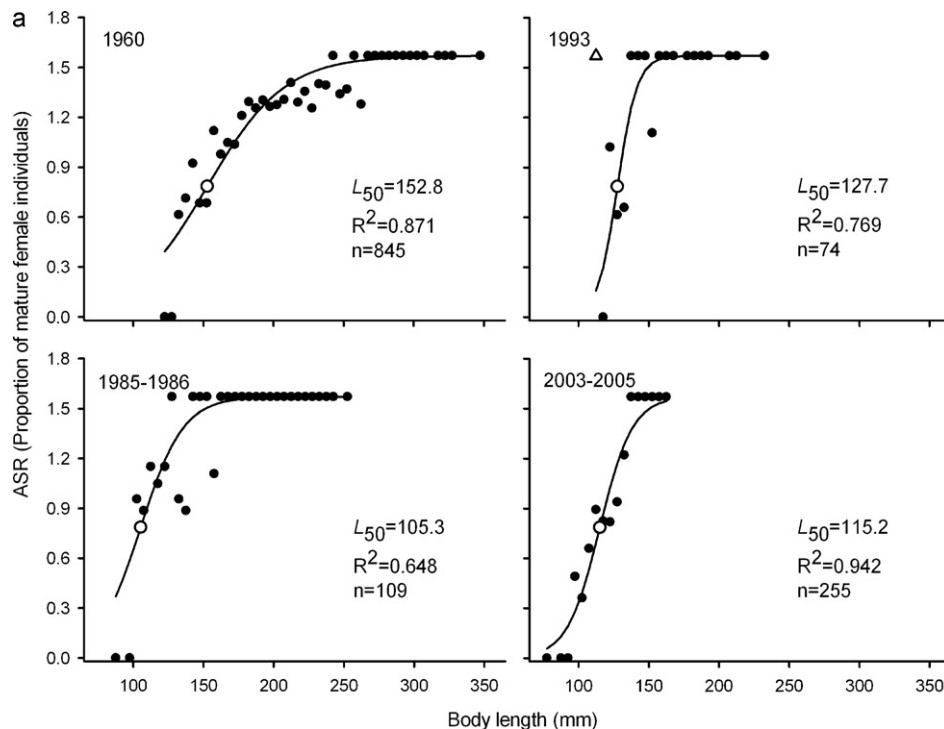 a
ASR (Proportion of mature female individuals)
1960
L50=152.8
R2=0.871
n=845
1.8
1.5
1.2
0.9
0.6
0.3
0.0
1993
L50=127.7
R2=0.769
n=74
1985-1986
L50=105.3
R2=0.648
n=109
1.8
1.5
1.2
0.9
0.6
0.3
0.0
100 150 200 250 300 350
2003-2005
L50=115.2
R2=0.942
n=255
100 150 200 250 300 350
Body length (mm)